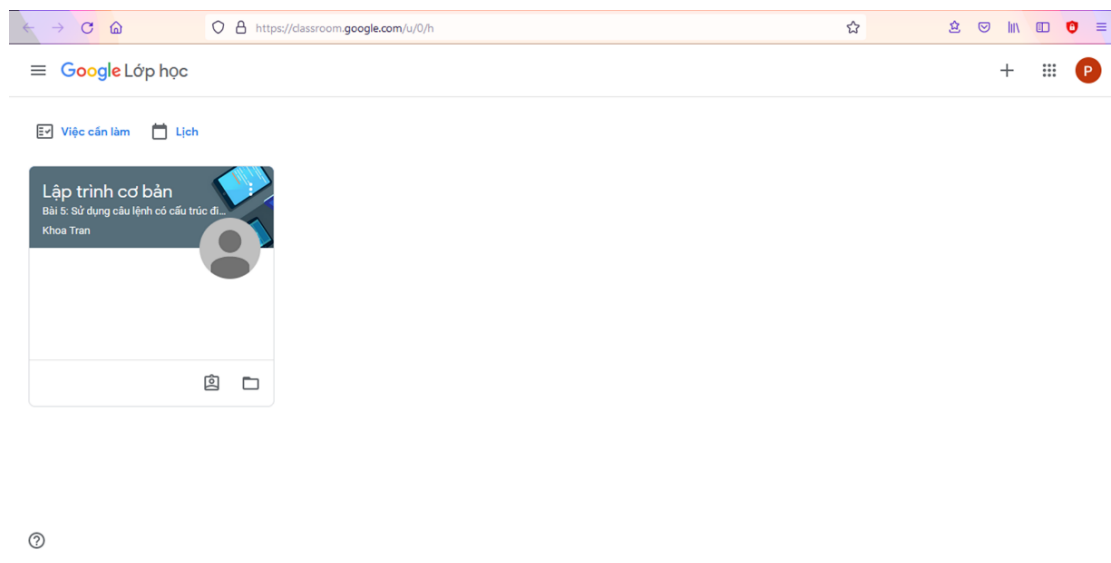 https://classroom.google.com/u/0/h
Google Lớp học
P
Việc cần làm Lịch
Lập trình cơ bản
Bài 5: Sử dụng câu lệnh có cấu trúc đi...
Khoa Tran